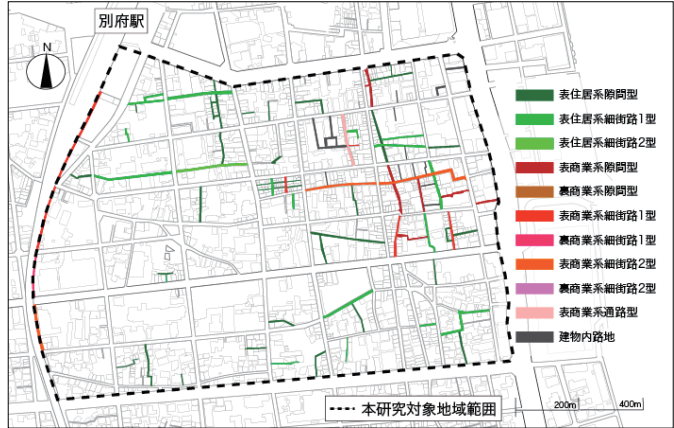 別府駅
N
表住居系隙間型
表住居系細街路1型
表住居系細街路2型
表商業系隙間型
裏商業系隙間型
表商業系細街路1型
裏商業系細街路1型
表商業系細街路2型
裏商業系細街路2型
表商業系通路型
建物内路地
本研究対象地域範囲
200m
400m